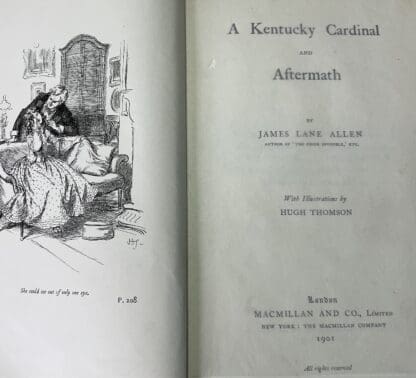 She could see out of only one eye.
P. 208
A Kentucky Cardinal
AND
Aftermath
BY
JAMES LANE ALLEN
AUTHOR OF 'THE CHOIR INVISIBLE,' ETC.
With Illustrations by
HUGH THOMSON
London
MACMILLAN AND CO., LIMITED
NEW YORK: THE MACMILLAN COMPANY
1901
All rights reserved